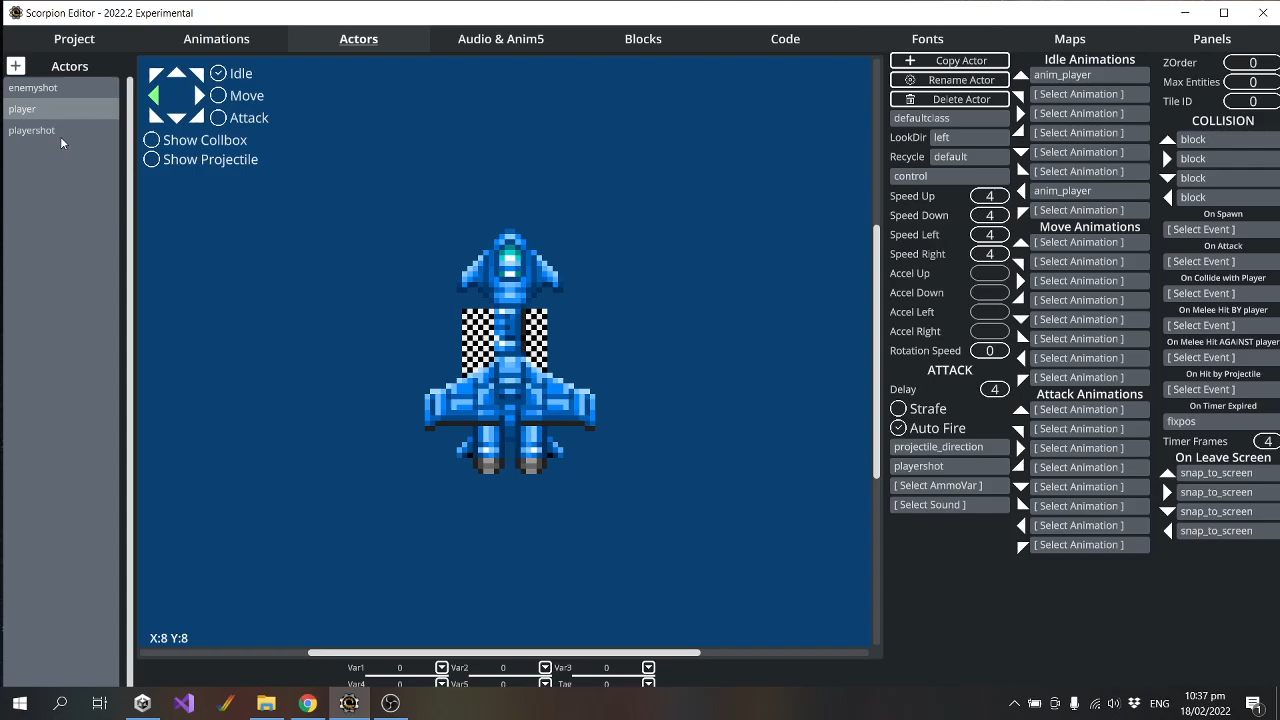 Scorpion Editor - 2022.2 Experimental
Project
Animations
Actors
Audio & Anim5
Blocks
Code
Fonts
Maps
Panels
+
Actors
enemyshot
player
playershot
Idle
Move
Attack
Show Collbox
Show Projectile
X:8 Y:8
Var1 0
Var2 0
Var3 0
Var4
Var5
Tag
Copy Actor
Rename Actor
Delete Actor
defaultclass
LookDir left
Recycle default
control
Speed Up 4
Speed Down 4
Speed Left 4
Speed Right 4
Accel Up
Accel Down
Accel Left
Accel Right
Rotation Speed 0
ATTACK
Delay 4
Strafe
Auto Fire
projectile_direction
playershot
[ Select AmmoVar ]
[ Select Sound ]
Idle Animations
anim_player
[ Select Animation ]
[ Select Animation ]
[ Select Animation ]
[ Select Animation ]
[ Select Animation ]
anim_player
[ Select Animation ]
Move Animations
[ Select Animation ]
[ Select Animation ]
[ Select Animation ]
[ Select Animation ]
[ Select Animation ]
[ Select Animation ]
[ Select Animation ]
[ Select Animation ]
Attack Animations
[ Select Animation ]
[ Select Animation ]
[ Select Animation ]
[ Select Animation ]
[ Select Animation ]
[ Select Animation ]
[ Select Animation ]
[ Select Animation ]
ZOrder 0
Max Entities 0
Tile ID 0
COLLISION
block
block
block
block
On Spawn
[ Select Event ]
On Attack
[ Select Event ]
On Collide with Player
[ Select Event ]
On Melee Hit BY player
[ Select Event ]
On Melee Hit AGAINST player
[ Select Event ]
On Hit by Projectile
[ Select Event ]
On Timer Expired
fixpos
Timer Frames 4
On Leave Screen
snap_to_screen
snap_to_screen
snap_to_screen
snap_to_screen
ENG
10:37 pm
18/02/2022